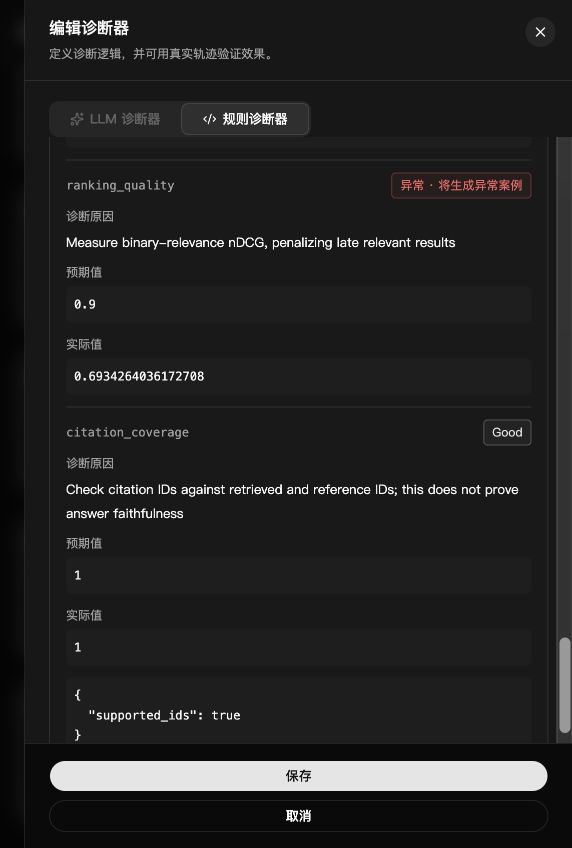 编辑诊断器
定义诊断逻辑，并可用真实轨迹验证效果。
LLM 诊断器
规则诊断器
ranking_quality
异常 · 将生成异常案例
诊断原因
Measure binary-relevance nDCG, penalizing late relevant results
预期值
0.9
实际值
0.6934264036172708
citation_coverage
Good
诊断原因
Check citation IDs against retrieved and reference IDs; this does not prove
answer faithfulness
预期值
1
实际值
1
{
"supported_ids": true
}
保存
取消